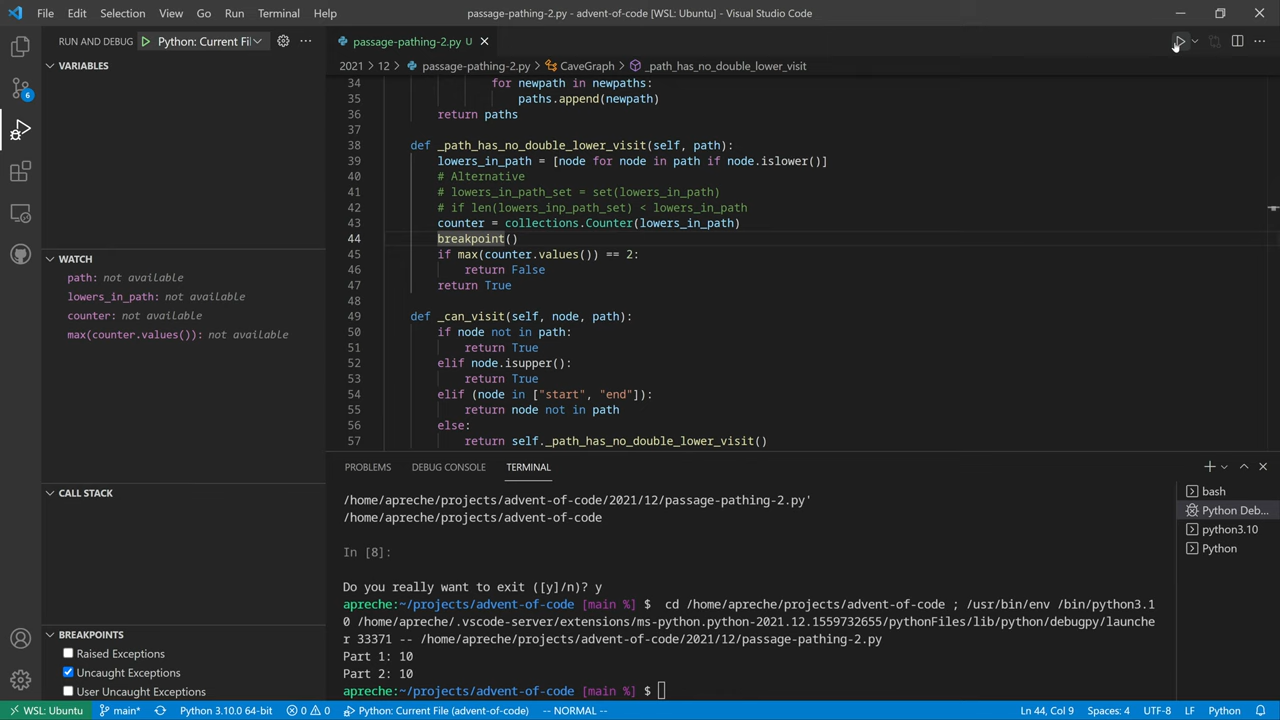 File Edit Selection View Go Run Terminal Help
passage-pathing-2.py - advent-of-code [WSL: Ubuntu] - Visual Studio Code
RUN AND DEBUG Python: Current Fil
passage-pathing-2.py U
2021 > 12 > passage-pathing-2.py > CaveGraph > _path_has_no_double_lower_visit
VARIABLES
WATCH
path: not available
lowers_in_path: not available
counter: not available
max(counter.values()): not available
CALL STACK
BREAKPOINTS
Raised Exceptions
Uncaught Exceptions
User Uncaught Exceptions
6
34 for newpath in newpaths:
35 paths.append(newpath)
36 return paths
37
38 def _path_has_no_double_lower_visit(self, path):
39 lowers_in_path = [node for node in path if node.islower()]
40 # Alternative
41 # lowers_in_path_set = set(lowers_in_path)
42 # if len(lowers_inp_path_set) < lowers_in_path
43 counter = collections.Counter(lowers_in_path)
44 breakpoint()
45 if max(counter.values()) == 2:
46 return False
47 return True
48
49 def _can_visit(self, node, path):
50 if node not in path:
51 return True
52 elif node.isupper():
53 return True
54 elif (node in ["start", "end"]):
55 return node not in path
56 else:
57 return self._path_has_no_double_lower_visit()
PROBLEMS DEBUG CONSOLE TERMINAL
/home/apreche/projects/advent-of-code/2021/12/passage-pathing-2.py'
/home/apreche/projects/advent-of-code
In [8]:
Do you really want to exit ([y]/n)? y
apreche:~/projects/advent-of-code [main %] $ cd /home/apreche/projects/advent-of-code ; /usr/bin/env /bin/python3.1
0 /home/apreche/.vscode-server/extensions/ms-python.python-2021.12.1559732655/pythonFiles/lib/python/debugpy/launche
r 33371 -- /home/apreche/projects/advent-of-code/2021/12/passage-pathing-2.py
Part 1: 10
Part 2: 10
apreche:~/projects/advent-of-code [main %] $
bash
Python Deb...
python3.10
Python
WSL: Ubuntu main* Python 3.10.0 64-bit 0 0 Python: Current File (advent-of-code) -- NORMAL -- Ln 44, Col 9 Spaces: 4 UTF-8 LF Python